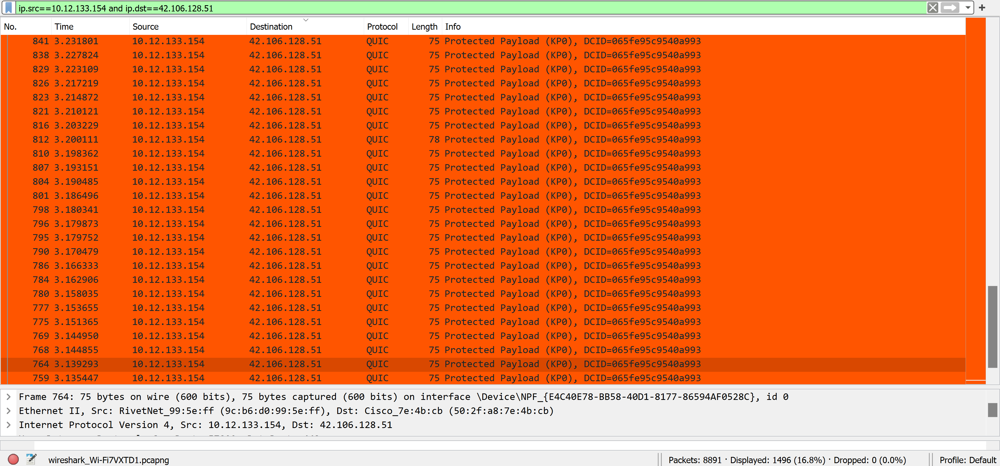 ip.src==10.12.133.154 and ip.dst==42.106.128.51
No. Time Source Destination Protocol Length Info
841 3.231801 10.12.133.154 42.106.128.51 QUIC 75 Protected Payload (KP0), DCID=065fe95c9540a993
838 3.227824 10.12.133.154 42.106.128.51 QUIC 75 Protected Payload (KP0), DCID=065fe95c9540a993
829 3.223109 10.12.133.154 42.106.128.51 QUIC 75 Protected Payload (KP0), DCID=065fe95c9540a993
826 3.217219 10.12.133.154 42.106.128.51 QUIC 75 Protected Payload (KP0), DCID=065fe95c9540a993
823 3.214872 10.12.133.154 42.106.128.51 QUIC 75 Protected Payload (KP0), DCID=065fe95c9540a993
821 3.210121 10.12.133.154 42.106.128.51 QUIC 75 Protected Payload (KP0), DCID=065fe95c9540a993
816 3.203229 10.12.133.154 42.106.128.51 QUIC 75 Protected Payload (KP0), DCID=065fe95c9540a993
812 3.200111 10.12.133.154 42.106.128.51 QUIC 78 Protected Payload (KP0), DCID=065fe95c9540a993
810 3.198362 10.12.133.154 42.106.128.51 QUIC 75 Protected Payload (KP0), DCID=065fe95c9540a993
807 3.193151 10.12.133.154 42.106.128.51 QUIC 75 Protected Payload (KP0), DCID=065fe95c9540a993
804 3.190485 10.12.133.154 42.106.128.51 QUIC 75 Protected Payload (KP0), DCID=065fe95c9540a993
801 3.186496 10.12.133.154 42.106.128.51 QUIC 75 Protected Payload (KP0), DCID=065fe95c9540a993
798 3.180341 10.12.133.154 42.106.128.51 QUIC 75 Protected Payload (KP0), DCID=065fe95c9540a993
796 3.179873 10.12.133.154 42.106.128.51 QUIC 75 Protected Payload (KP0), DCID=065fe95c9540a993
795 3.179752 10.12.133.154 42.106.128.51 QUIC 75 Protected Payload (KP0), DCID=065fe95c9540a993
790 3.170479 10.12.133.154 42.106.128.51 QUIC 75 Protected Payload (KP0), DCID=065fe95c9540a993
786 3.166333 10.12.133.154 42.106.128.51 QUIC 75 Protected Payload (KP0), DCID=065fe95c9540a993
784 3.162906 10.12.133.154 42.106.128.51 QUIC 75 Protected Payload (KP0), DCID=065fe95c9540a993
780 3.158035 10.12.133.154 42.106.128.51 QUIC 75 Protected Payload (KP0), DCID=065fe95c9540a993
777 3.153655 10.12.133.154 42.106.128.51 QUIC 75 Protected Payload (KP0), DCID=065fe95c9540a993
775 3.151365 10.12.133.154 42.106.128.51 QUIC 75 Protected Payload (KP0), DCID=065fe95c9540a993
769 3.144950 10.12.133.154 42.106.128.51 QUIC 75 Protected Payload (KP0), DCID=065fe95c9540a993
768 3.144855 10.12.133.154 42.106.128.51 QUIC 75 Protected Payload (KP0), DCID=065fe95c9540a993
764 3.139293 10.12.133.154 42.106.128.51 QUIC 75 Protected Payload (KP0), DCID=065fe95c9540a993
759 3.135447 10.12.133.154 42.106.128.51 QUIC 75 Protected Payload (KP0), DCID=065fe95c9540a993
Frame 764: 75 bytes on wire (600 bits), 75 bytes captured (600 bits) on interface \Device\NPF_{E4C40E78-BB58-40D1-8177-86594AF0528C}, id 0
Ethernet II, Src: RivetNet_99:5e:ff (9c:b6:d0:99:5e:ff), Dst: Cisco_7e:4b:cb (50:2f:a8:7e:4b:cb)
Internet Protocol Version 4, Src: 10.12.133.154, Dst: 42.106.128.51
wireshark_Wi-Fi7VXTD1.pcapng Packets: 8891 · Displayed: 1496 (16.8%) · Dropped: 0 (0.0%) Profile: Default